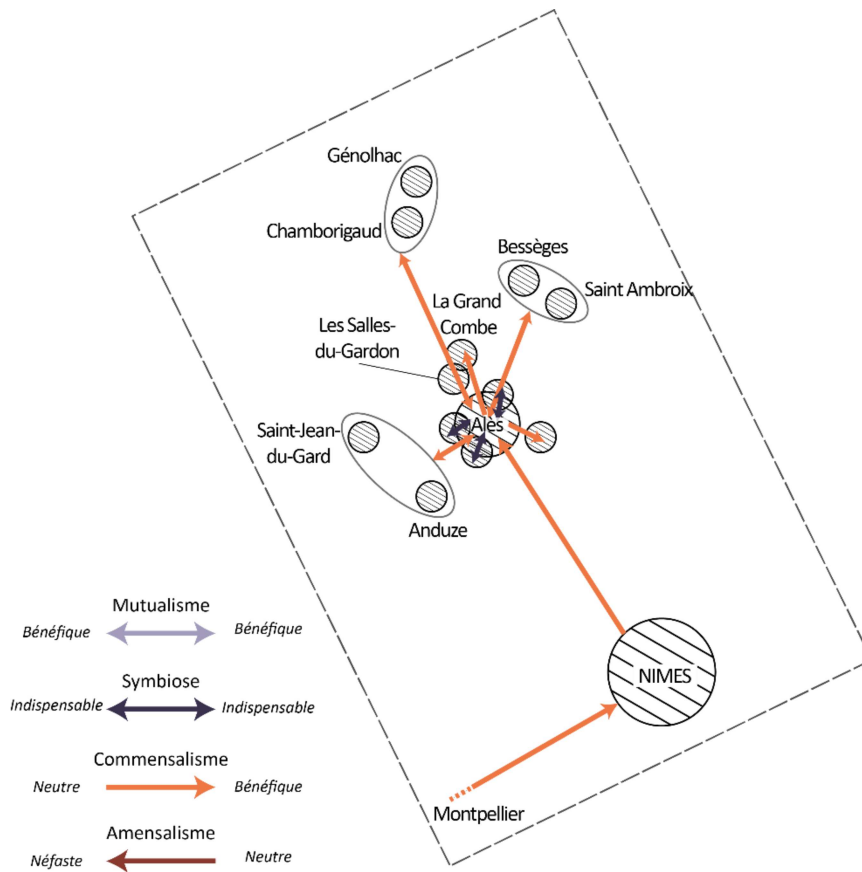 Génolhac
Chamborigaud
Bessèges
Saint Ambroix
La Grand
Combe
Les Salles-
du-Gardon
Alès
Saint-Jean-
du-Gard
Anduze
NIMES
Montpellier
Mutualisme
Bénéfique
Bénéfique
Symbiose
Indispensable
Indispensable
Commensalisme
Neutre
Bénéfique
Amensalisme
Néfaste
Neutre